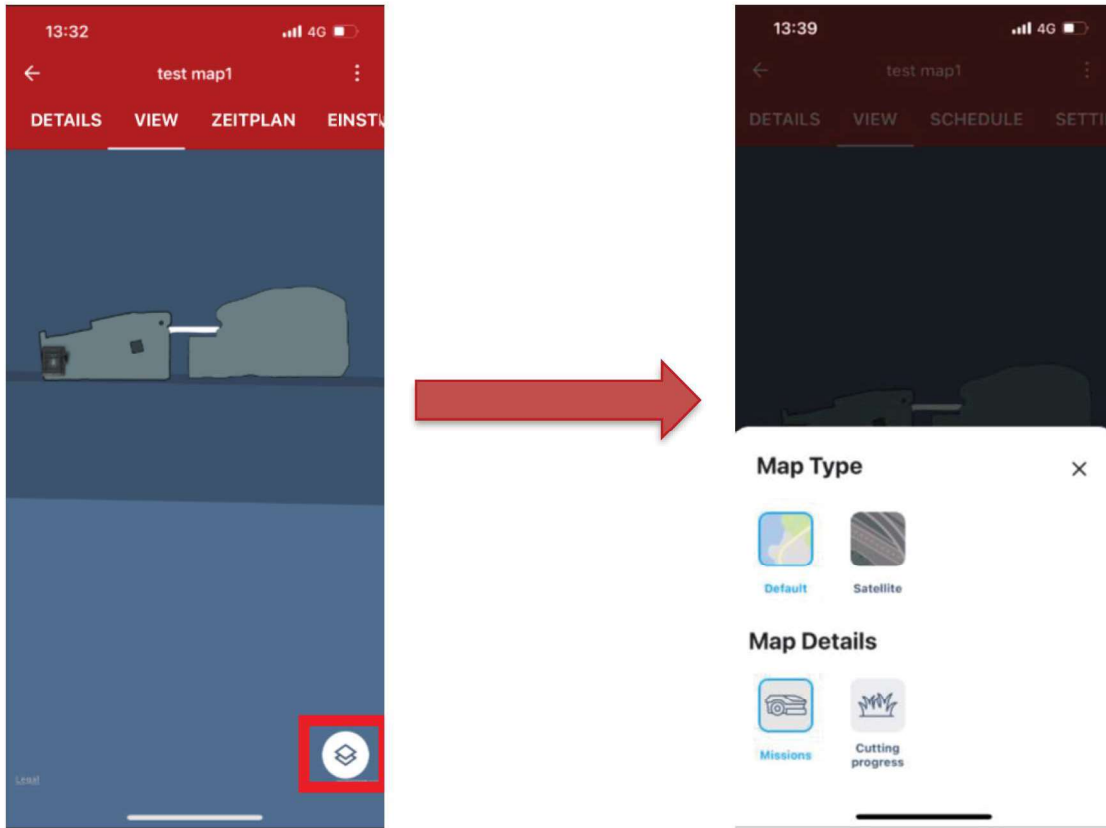 13:32
4G
test map1
DETAILS VIEW ZEITPLAN
Legal
13:39
4G
test map1
DETAILS VIEW SCHEDULE SETTI
Map Type
Default Satellite
Map Details
Missions Cutting progress